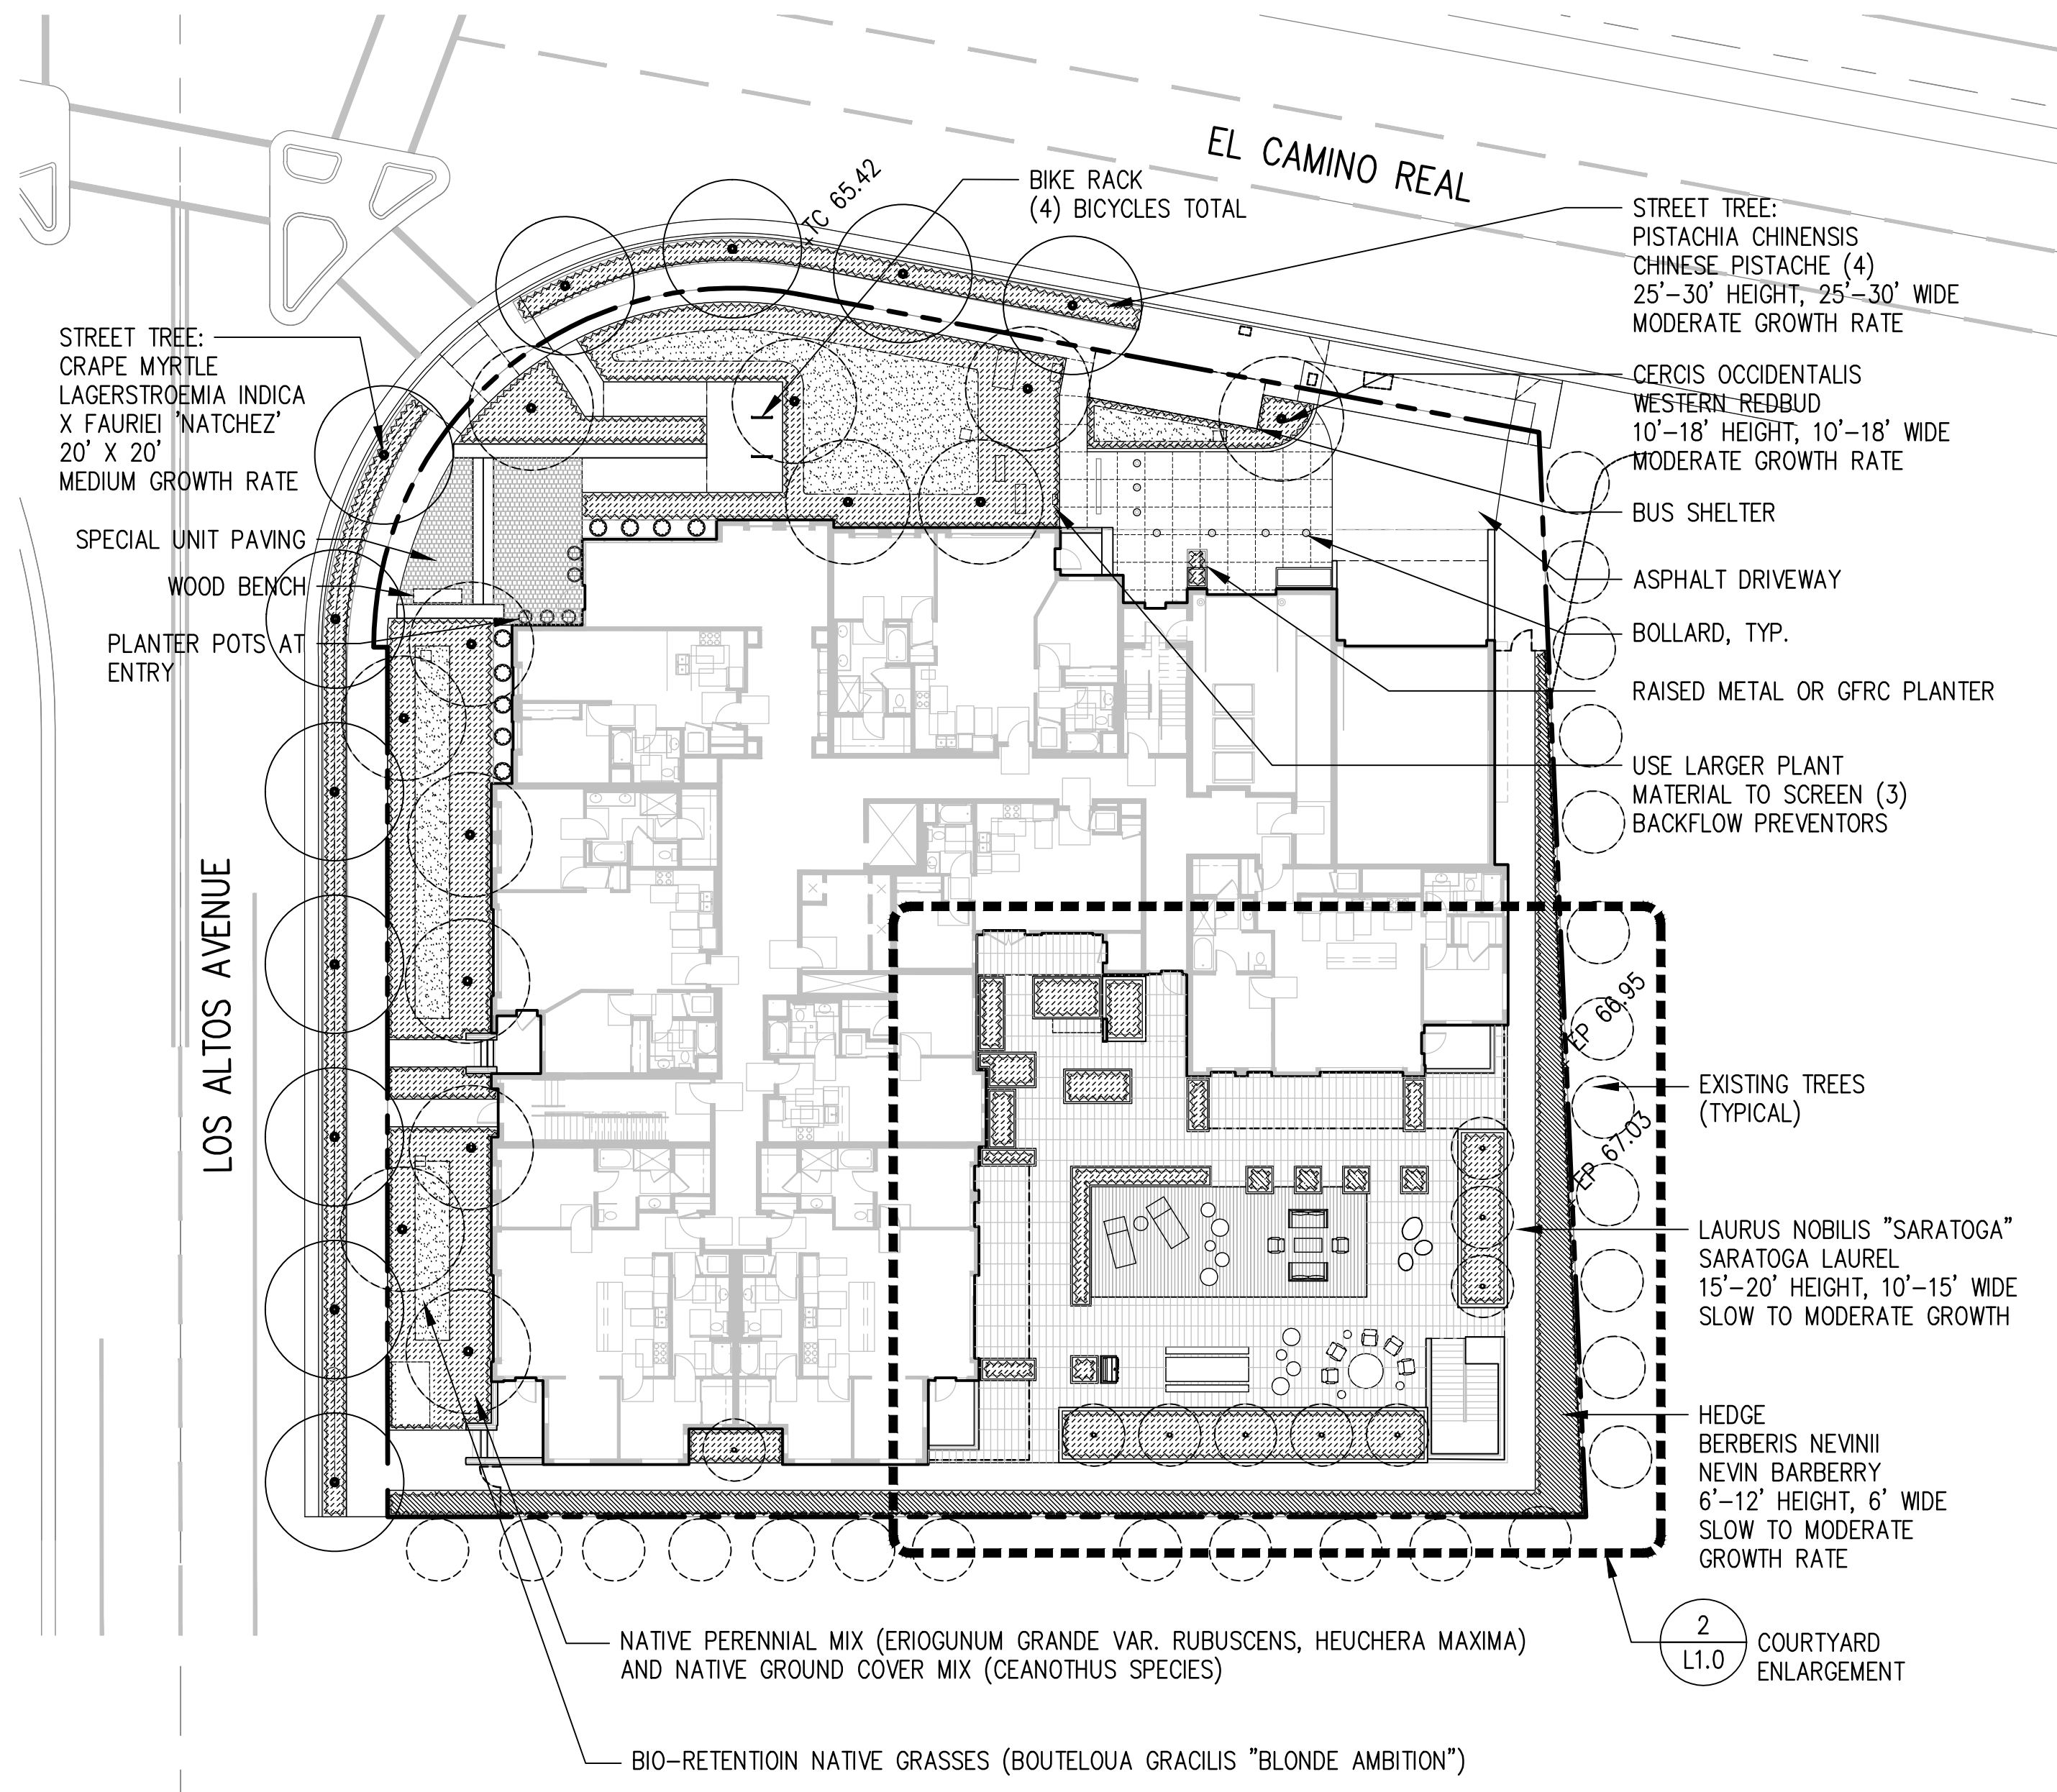 EL CAMINO REAL
+TC 65.42
BIKE RACK
(4) BICYCLES TOTAL
STREET TREE:
PISTACHIA CHINENSIS
CHINESE PISTACHE (4)
25'-30' HEIGHT, 25'-30' WIDE
MODERATE GROWTH RATE
STREET TREE:
CRAPE MYRTLE
LAGERSTROEMIA INDICA
X FAURIEI 'NATCHEZ'
20' X 20'
MEDIUM GROWTH RATE
CERCIS OCCIDENTALIS
WESTERN REDBUD
10'-18' HEIGHT, 10'-18' WIDE
MODERATE GROWTH RATE
SPECIAL UNIT PAVING
BUS SHELTER
WOOD BENCH
ASPHALT DRIVEWAY
PLANTER POTS AT
ENTRY
BOLLARD, TYP.
RAISED METAL OR GFRC PLANTER
USE LARGER PLANT
MATERIAL TO SCREEN (3)
BACKFLOW PREVENTORS
LOS ALTOS AVENUE
EP 66.95
EXISTING TREES
(TYPICAL)
EP 67.03
LAURUS NOBILIS "SARATOGA"
SARATOGA LAUREL
15'-20' HEIGHT, 10'-15' WIDE
SLOW TO MODERATE GROWTH
HEDGE
BERBERIS NEVINII
NEVIN BARBERRY
6'-12' HEIGHT, 6' WIDE
SLOW TO MODERATE
GROWTH RATE
2
L1.0
COURTYARD
ENLARGEMENT
NATIVE PERENNIAL MIX (ERIOGUNUM GRANDE VAR. RUBUSCENS, HEUCHERA MAXIMA)
AND NATIVE GROUND COVER MIX (CEANOTHUS SPECIES)
BIO-RETENTIOIN NATIVE GRASSES (BOUTELOUA GRACILIS "BLONDE AMBITION")